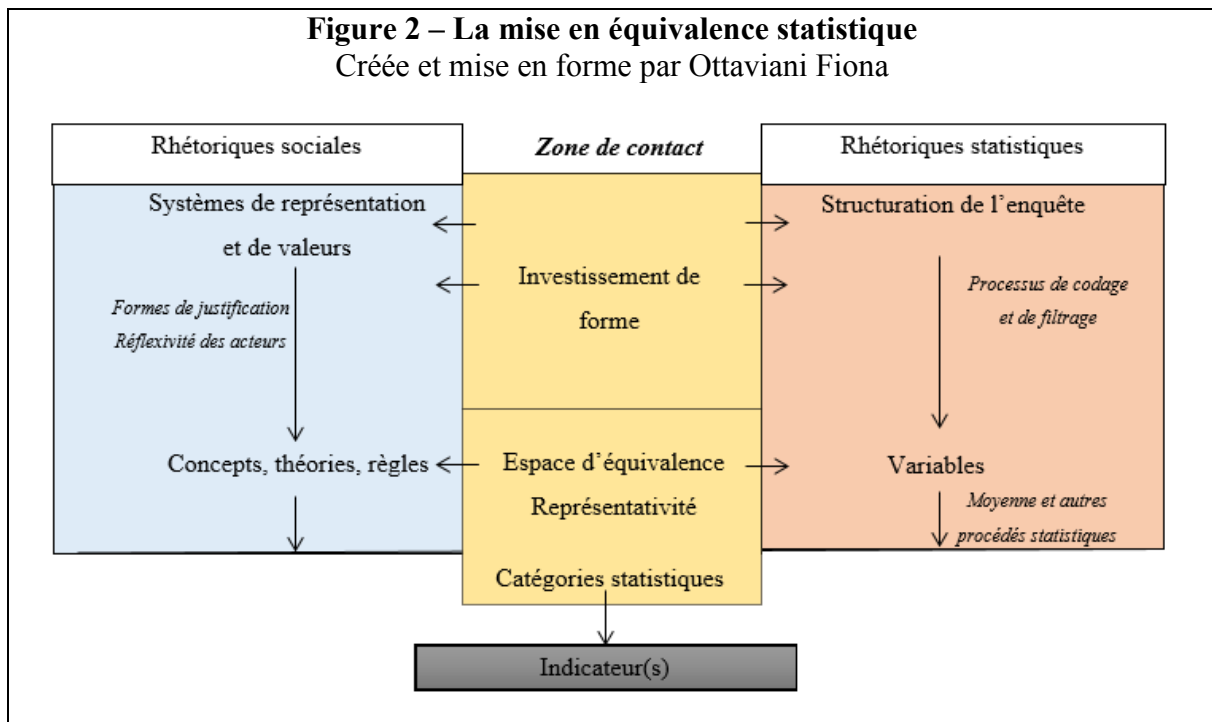 Figure 2 – La mise en équivalence statistique
Créée et mise en forme par Ottaviani Fiona
Rhétoriques sociales
Systèmes de représentation
et de valeurs
Formes de justification
Réflexivité des acteurs
Concepts, théories, règles
Zone de contact
Investissement de
forme
Espace d’équivalence
Représentativité
Catégories statistiques
Rhétoriques statistiques
Structuration de l’enquête
Processus de codage
et de filtrage
Variables
Moyenne et autres
procédés statistiques
Indicateur(s)